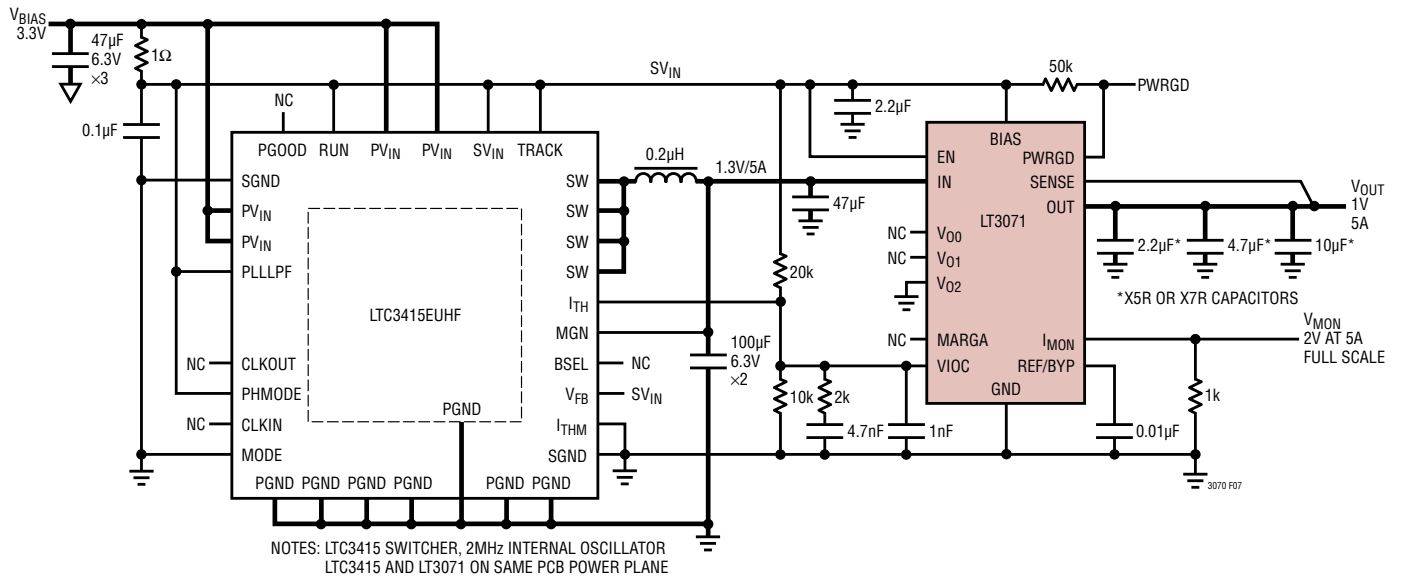 VBIAS
3.3V
47µF
6.3V
×3
1Ω
0.1µF
SVIN
50k
PWRGD
2.2µF
NC
PGOOD RUN PVIN PVIN SVIN TRACK
SGND
PVIN
PVIN
PLLLPF
NC
CLKOUT
PHMODE
NC
CLKIN
MODE
LTC3415EUHF
PGND
PGND PGND PGND PGND PGND PGND
SW
SW
SW
SW
ITH
MGN
BSEL
NC
VFB
SVIN
ITHM
SGND
0.2µH
1.3V/5A
47µF
100µF
6.3V
×2
20k
10k
2k
4.7nF
1nF
BIAS
EN
IN
PWRGD
SENSE
OUT
LT3071
NC
VO0
NC
VO1
VO2
NC
MARGA
VIOC
IMON
REF/BYP
GND
VOUT
1V
5A
2.2µF*
4.7µF*
10µF*
*X5R OR X7R CAPACITORS
VMON
2V AT 5A
FULL SCALE
1k
0.01µF
3070 F07
NOTES: LTC3415 SWITCHER, 2MHz INTERNAL OSCILLATOR
LTC3415 AND LT3071 ON SAME PCB POWER PLANE